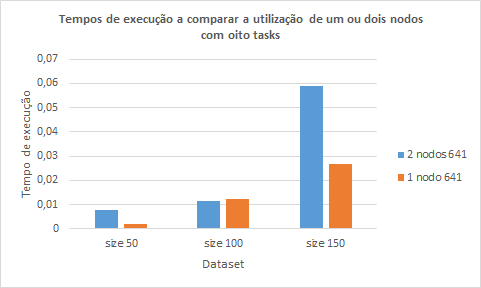 Tempos de execução a comparar a utilização de um ou dois nodos
com oito tasks
0,07
0,06
0,05
0,04
0,03
0,02
0,01
0
Tempo de execução
size 50
size 100
size 150
Dataset
2 nodos 641
1 nodo 641